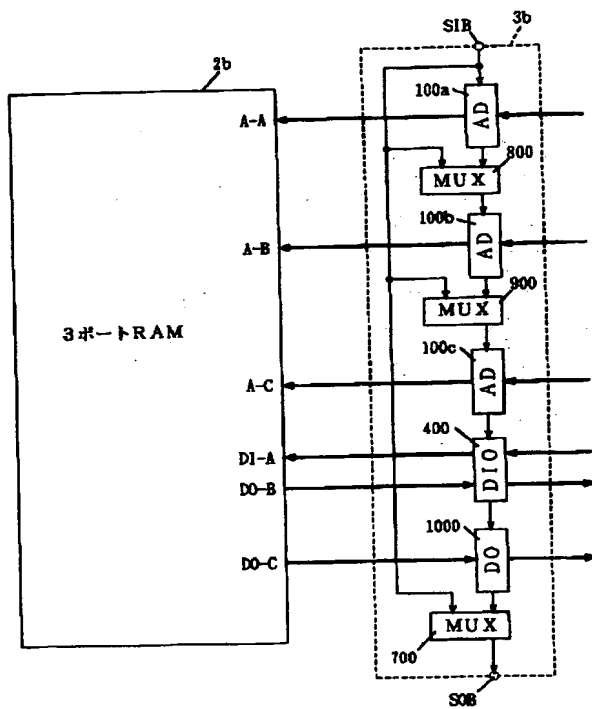 SIB
3b
2b
100a
AD
A-A
800
MUX
100b
AD
A-B
900
MUX
3ポートRAM
100c
AD
A-C
400
DI-A
DIO
DO-B
1000
DO
DO-C
MUX
700
SOB